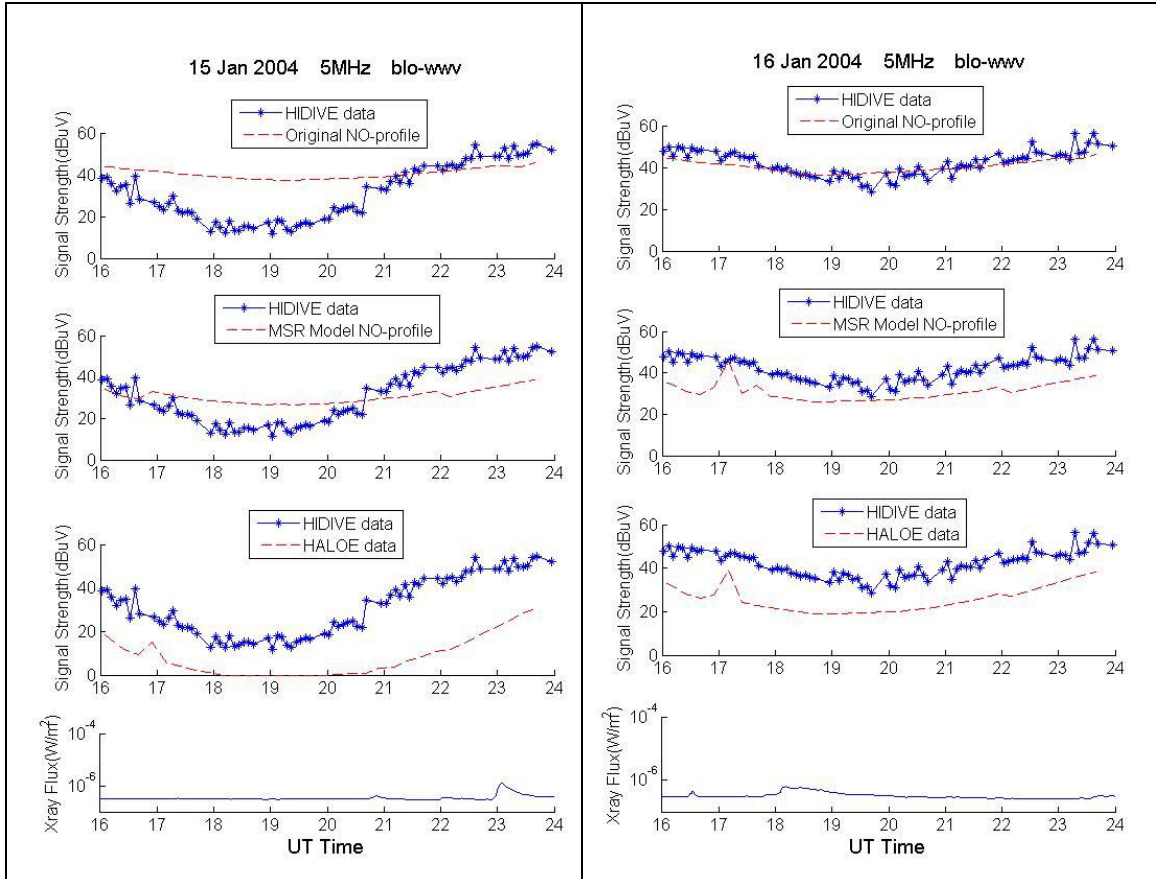 15 Jan 2004 5MHz blo-wwv
HIDIVE data
Original NO-profile
Signal Strength(dBuV)
60
40
20
0
16 17 18 19 20 21 22 23 24
HIDIVE data
MSR Model NO-profile
Signal Strength(dBuV)
60
40
20
0
16 17 18 19 20 21 22 23 24
HIDIVE data
HALOE data
Signal Strength(dBuV)
60
40
20
0
16 17 18 19 20 21 22 23 24
Xray Flux(W/m²)
10⁻⁴
10⁻⁶
16 17 18 19 20 21 22 23 24
UT Time
16 Jan 2004 5MHz blo-wwv
HIDIVE data
Original NO-profile
Signal Strength(dBuV)
60
40
20
0
16 17 18 19 20 21 22 23 24
HIDIVE data
MSR Model NO-profile
Signal Strength(dBuV)
60
40
20
0
16 17 18 19 20 21 22 23 24
HIDIVE data
HALOE data
Signal Strength(dBuV)
60
40
20
0
16 17 18 19 20 21 22 23 24
Xray Flux(W/m²)
10⁻⁴
10⁻⁶
16 17 18 19 20 21 22 23 24
UT Time